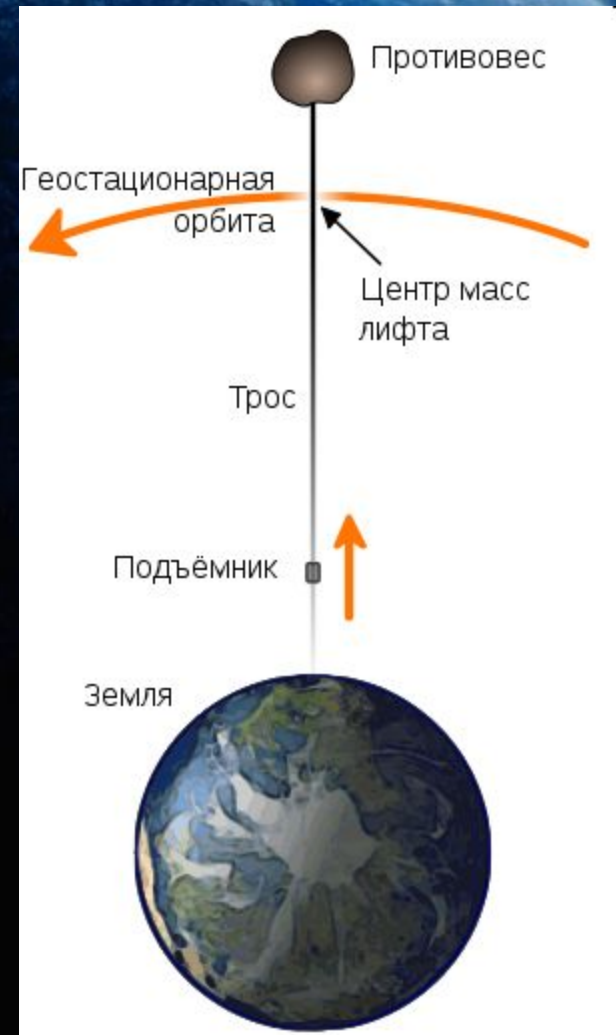 Противовес
Геостационарная
орбита
Центр масс
лифта
Трос
Подъёмник
Земля